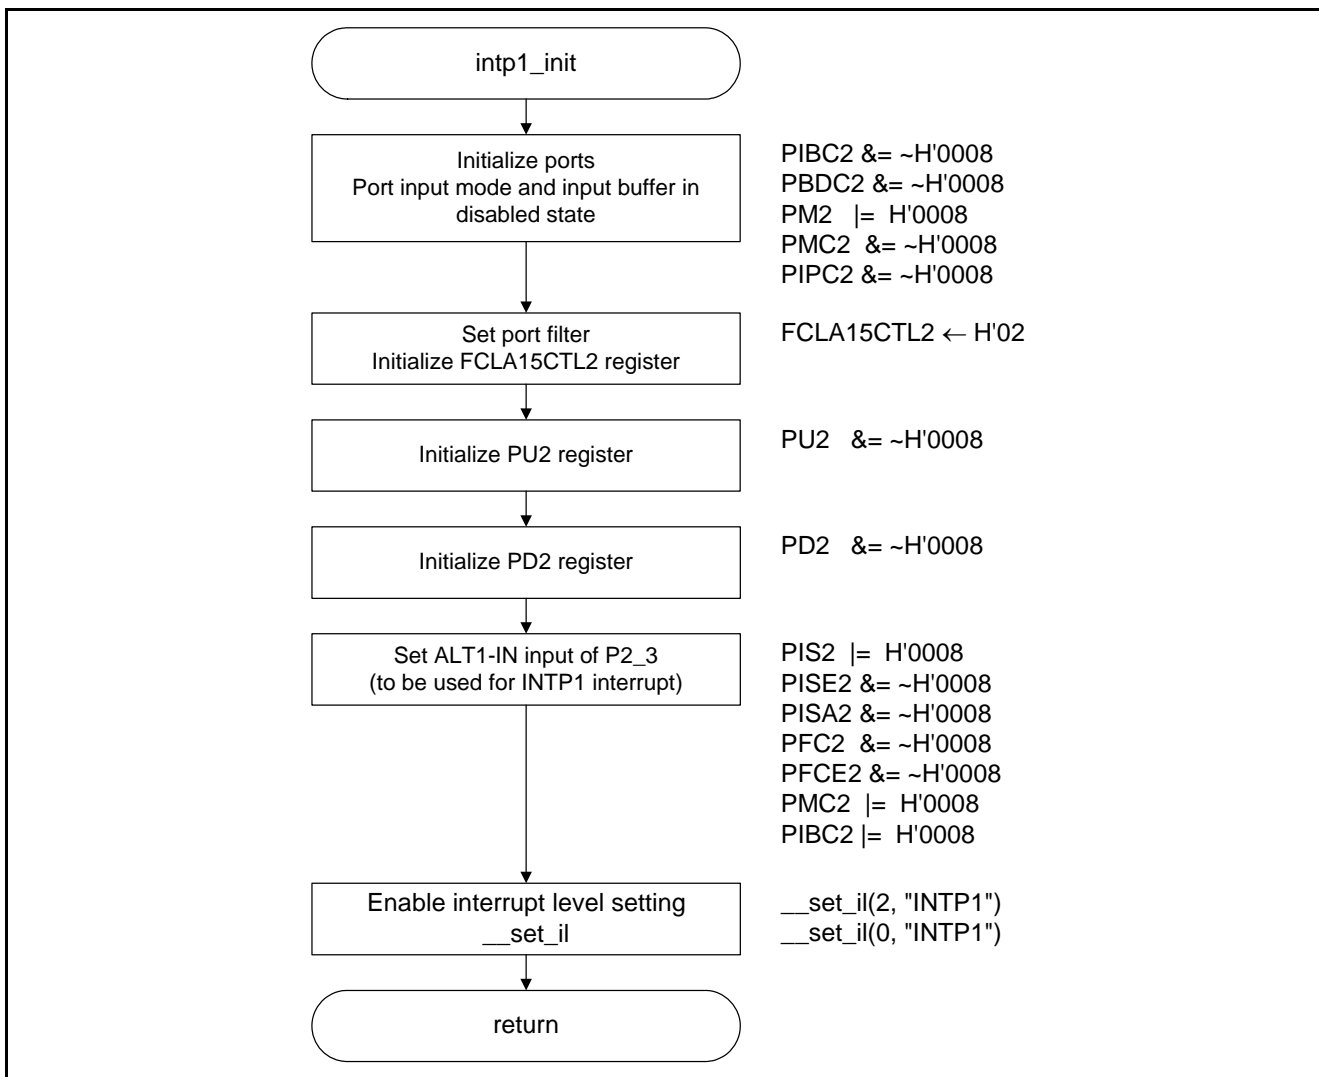 intp1_init
Initialize ports
Port input mode and input buffer in
disabled state
PIBC2 &= ~H'0008
PBDC2 &= ~H'0008
PM2 |= H'0008
PMC2 &= ~H'0008
PIPC2 &= ~H'0008
Set port filter
Initialize FCLA15CTL2 register
FCLA15CTL2 ← H'02
Initialize PU2 register
PU2 &= ~H'0008
Initialize PD2 register
PD2 &= ~H'0008
Set ALT1-IN input of P2_3
(to be used for INTP1 interrupt)
PIS2 |= H'0008
PISE2 &= ~H'0008
PISA2 &= ~H'0008
PFC2 &= ~H'0008
PFCE2 &= ~H'0008
PMC2 |= H'0008
PIBC2 |= H'0008
Enable interrupt level setting
__set_il
__set_il(2, "INTP1")
__set_il(0, "INTP1")
return